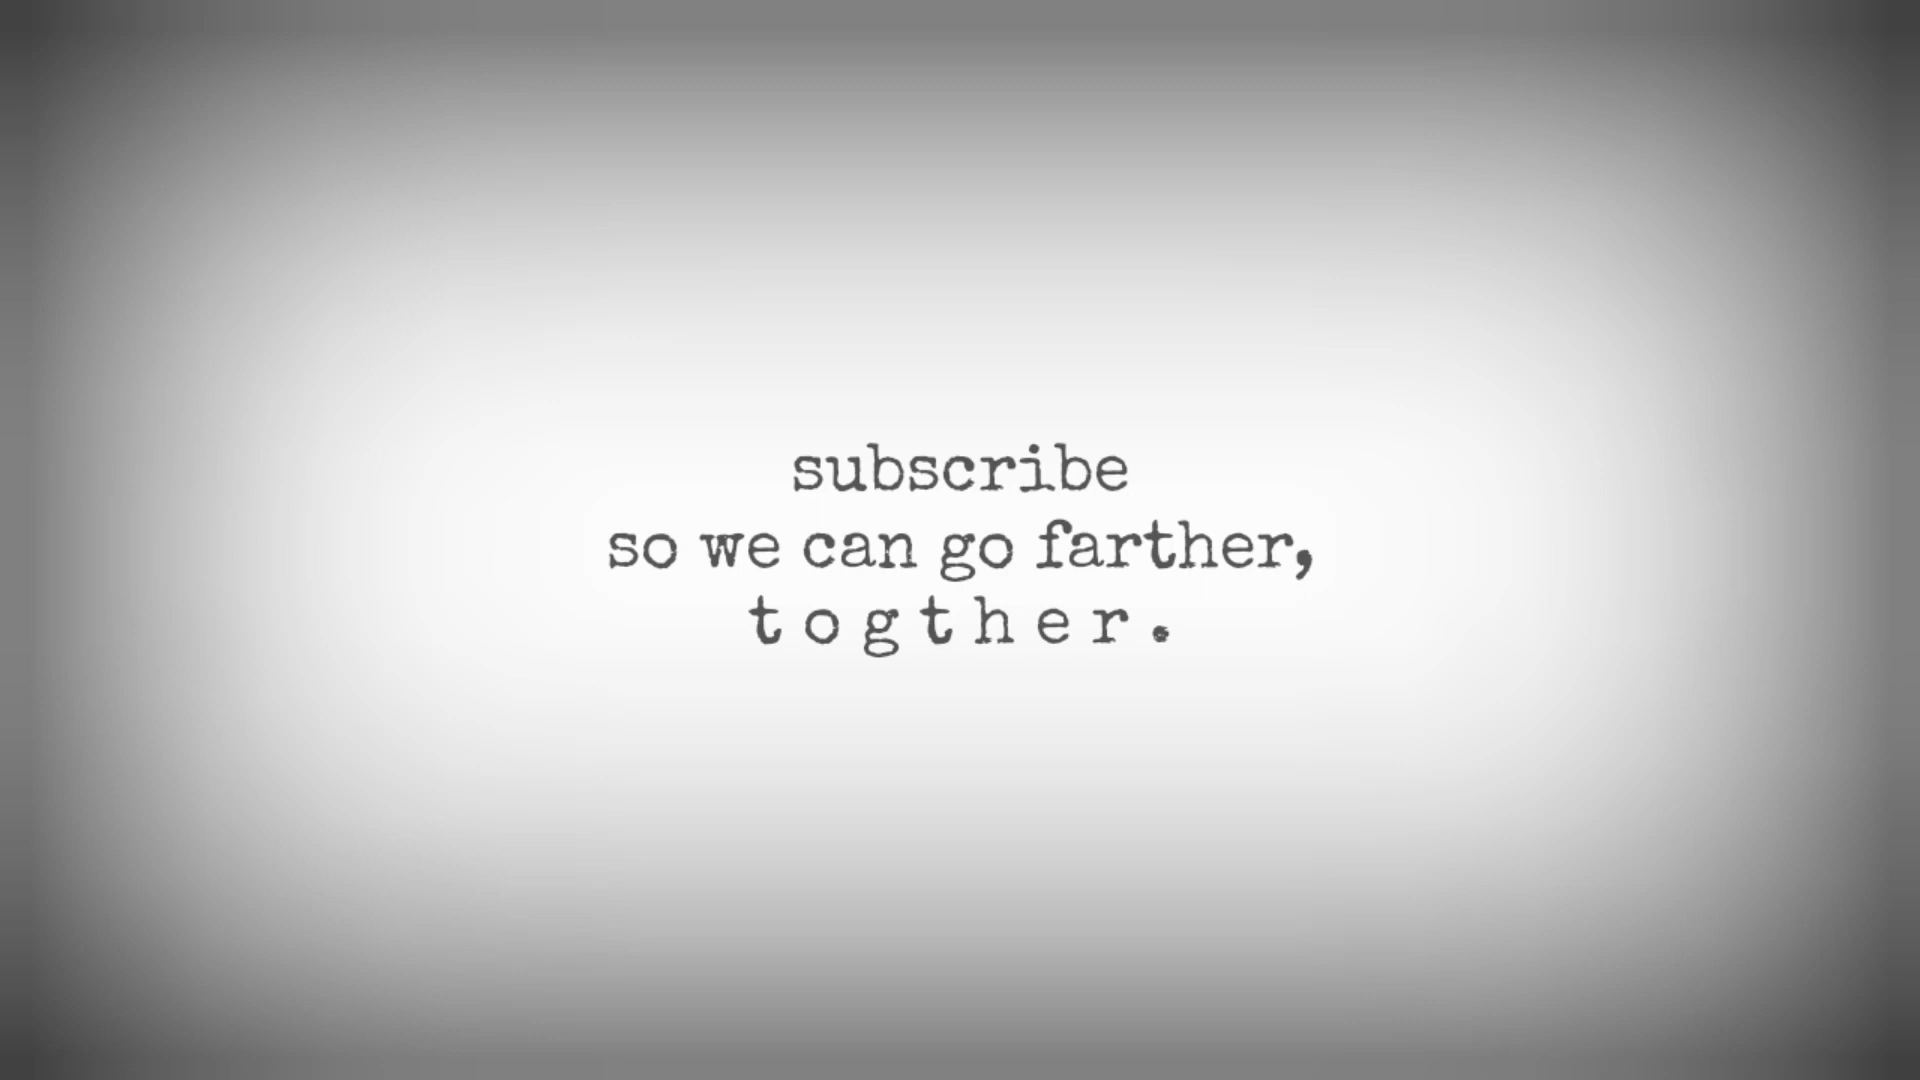 subscribe
so we can go farther,
t o g t h e r .